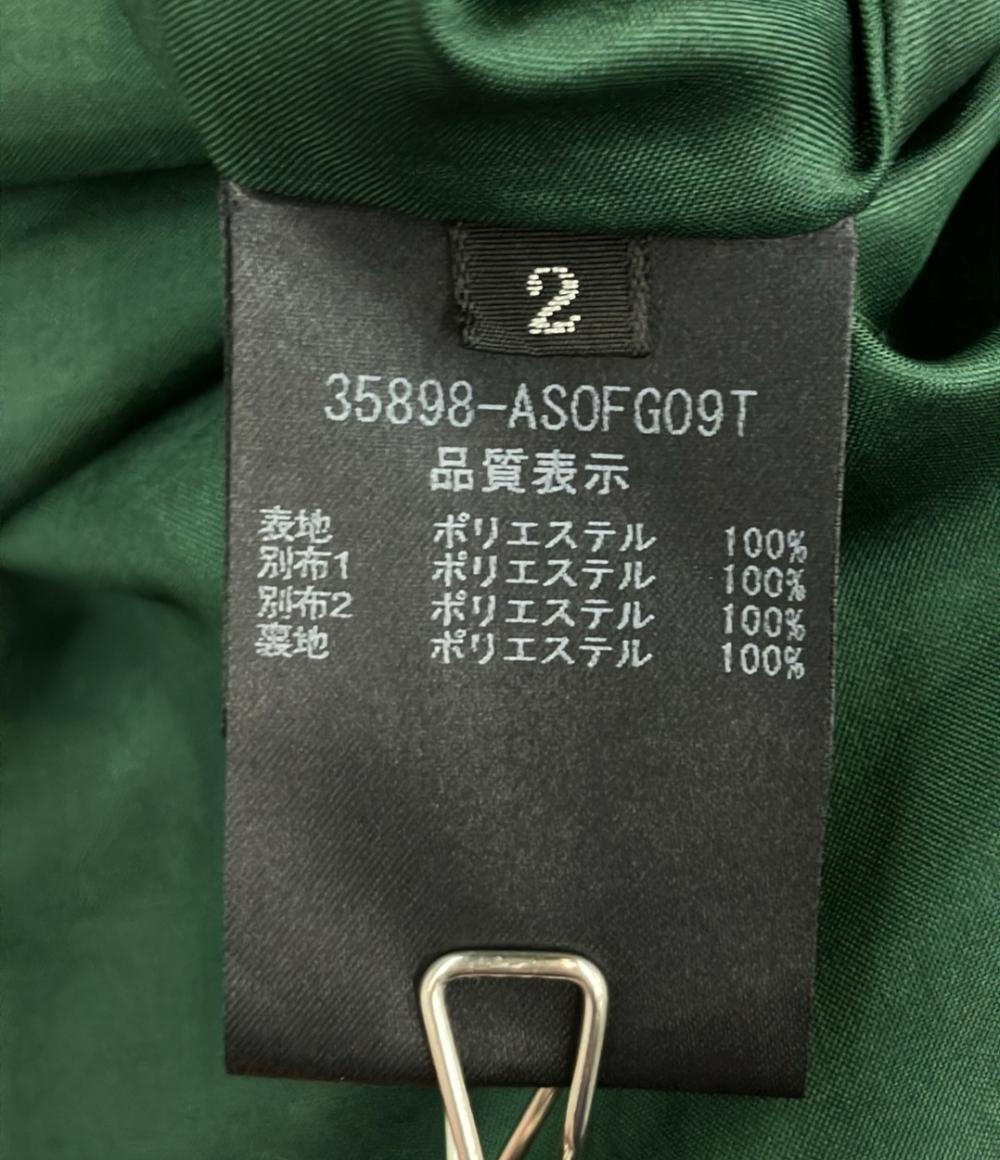 2
35898-ASOFG09T
品質表示
表地 ポリエステル 100%
別布1 ポリエステル 100%
別布2 ポリエステル 100%
裏地 ポリエステル 100%